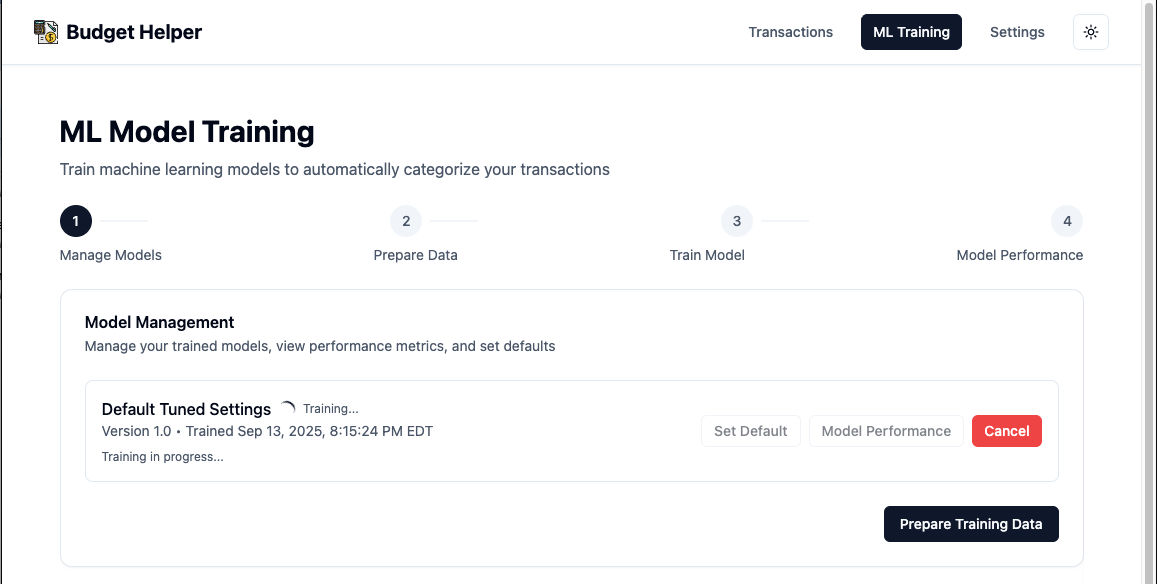 Budget Helper
Transactions
ML Training
Settings
ML Model Training
Train machine learning models to automatically categorize your transactions
1
2
3
4
Manage Models
Prepare Data
Train Model
Model Performance
Model Management
Manage your trained models, view performance metrics, and set defaults
Default Tuned Settings Training...
Version 1.0 • Trained Sep 13, 2025, 8:15:24 PM EDT
Training in progress...
Set Default
Model Performance
Cancel
Prepare Training Data